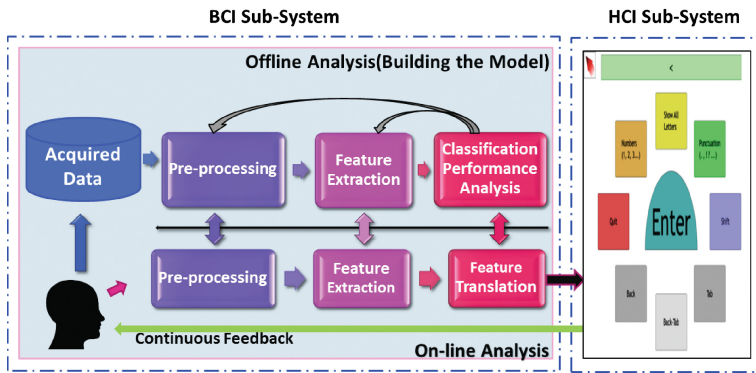 BCI Sub-System
HCI Sub-System
Offline Analysis(Building the Model)
Acquired
Data
Pre-processing
Feature
Extraction
Classification
Performance
Analysis
Pre-processing
Feature
Extraction
Feature
Translation
Continuous Feedback
On-line Analysis
<
Show All
Letters
Numbers
(1, 2, 3...)
Punctuation
(., !? ...)
Quit
Enter
Shift
Back
Tab
Back-Tab